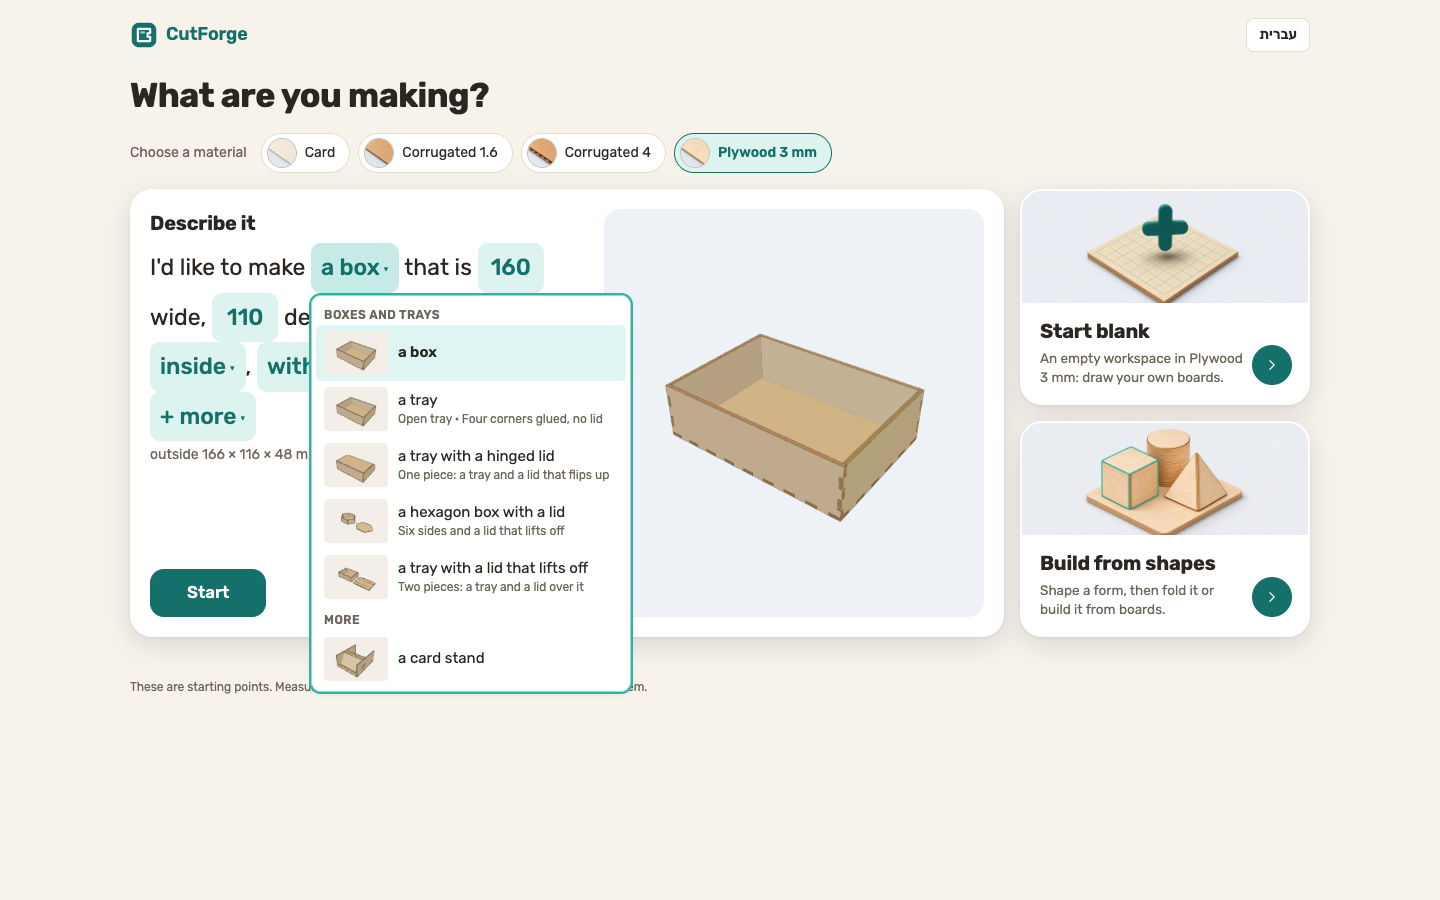 CutForge
עברית
What are you making?
Choose a material
Card
Corrugated 1.6
Corrugated 4
Plywood 3 mm
Describe it
I'd like to make a box that is 160
wide, 110 de
inside , with
+ more
outside 166 × 116 × 48 m
Start
BOXES AND TRAYS
a box
a tray
Open tray • Four corners glued, no lid
a tray with a hinged lid
One piece: a tray and a lid that flips up
a hexagon box with a lid
Six sides and a lid that lifts off
a tray with a lid that lifts off
Two pieces: a tray and a lid over it
MORE
a card stand
Start blank
An empty workspace in Plywood
3 mm: draw your own boards.
Build from shapes
Shape a form, then fold it or
build it from boards.
These are starting points. Measu
em.